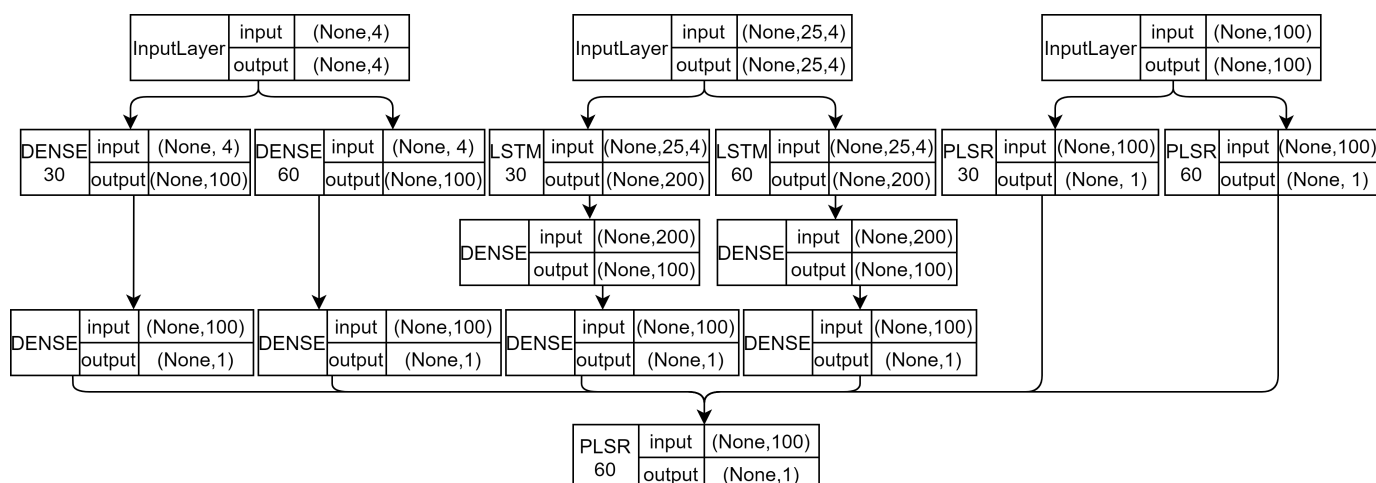 InputLayer input (None,4)
output (None,4)
InputLayer input (None,25,4)
output (None,25,4)
InputLayer input (None,100)
output (None,100)
DENSE 30 input (None, 4)
output (None,100)
DENSE 60 input (None, 4)
output (None,100)
LSTM 30 input (None,25,4)
output (None,200)
LSTM 60 input (None,25,4)
output (None,200)
PLSR 30 input (None,100)
output (None, 1)
PLSR 60 input (None,100)
output (None, 1)
DENSE input (None,200)
output (None,100)
DENSE input (None,200)
output (None,100)
DENSE input (None,100)
output (None,1)
DENSE input (None,100)
output (None,1)
DENSE input (None,100)
output (None,1)
DENSE input (None,100)
output (None,1)
PLSR 60 input (None,100)
output (None,1)